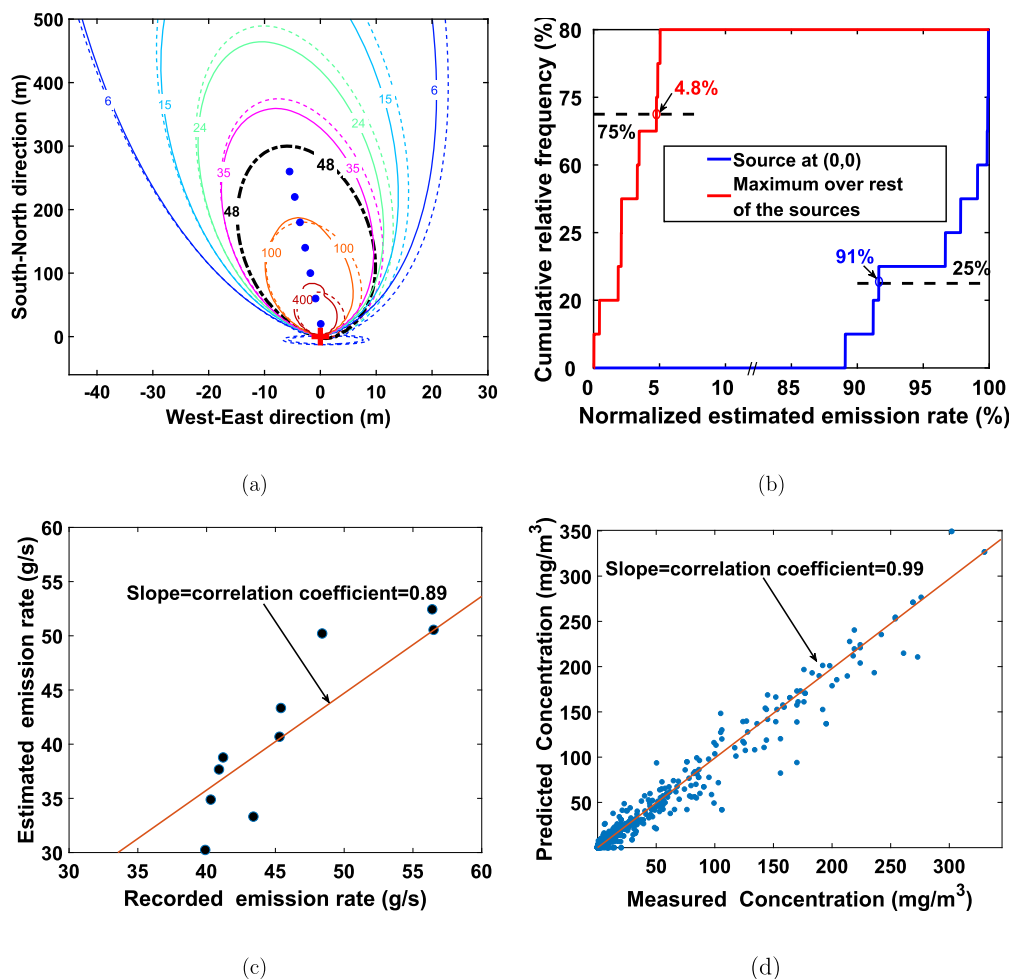 500
400
300
200
100
0
South-North direction (m)
6
15
24
35
48
48
35
24
15
6
100
100
400
-40 -30 -20 -10 0 10 20 30
West-East direction (m)
(a)
80
75
60
25
20
0
Cumulative relative frequency (%)
4.8%
75%
Source at (0,0)
Maximum over rest
of the sources
91%
25%
0 5 10 85 90 95 100
Normalized estimated emission rate (%)
(b)
60
55
50
45
40
35
30
Estimated emission rate (g/s)
Slope=correlation coefficient=0.89
30 40 50 60
Recorded emission rate (g/s)
(c)
350
300
250
200
150
100
50
Predicted Concentration (mg/m³)
Slope=correlation coefficient=0.99
50 100 150 200 250 300
Measured Concentration (mg/m³)
(d)